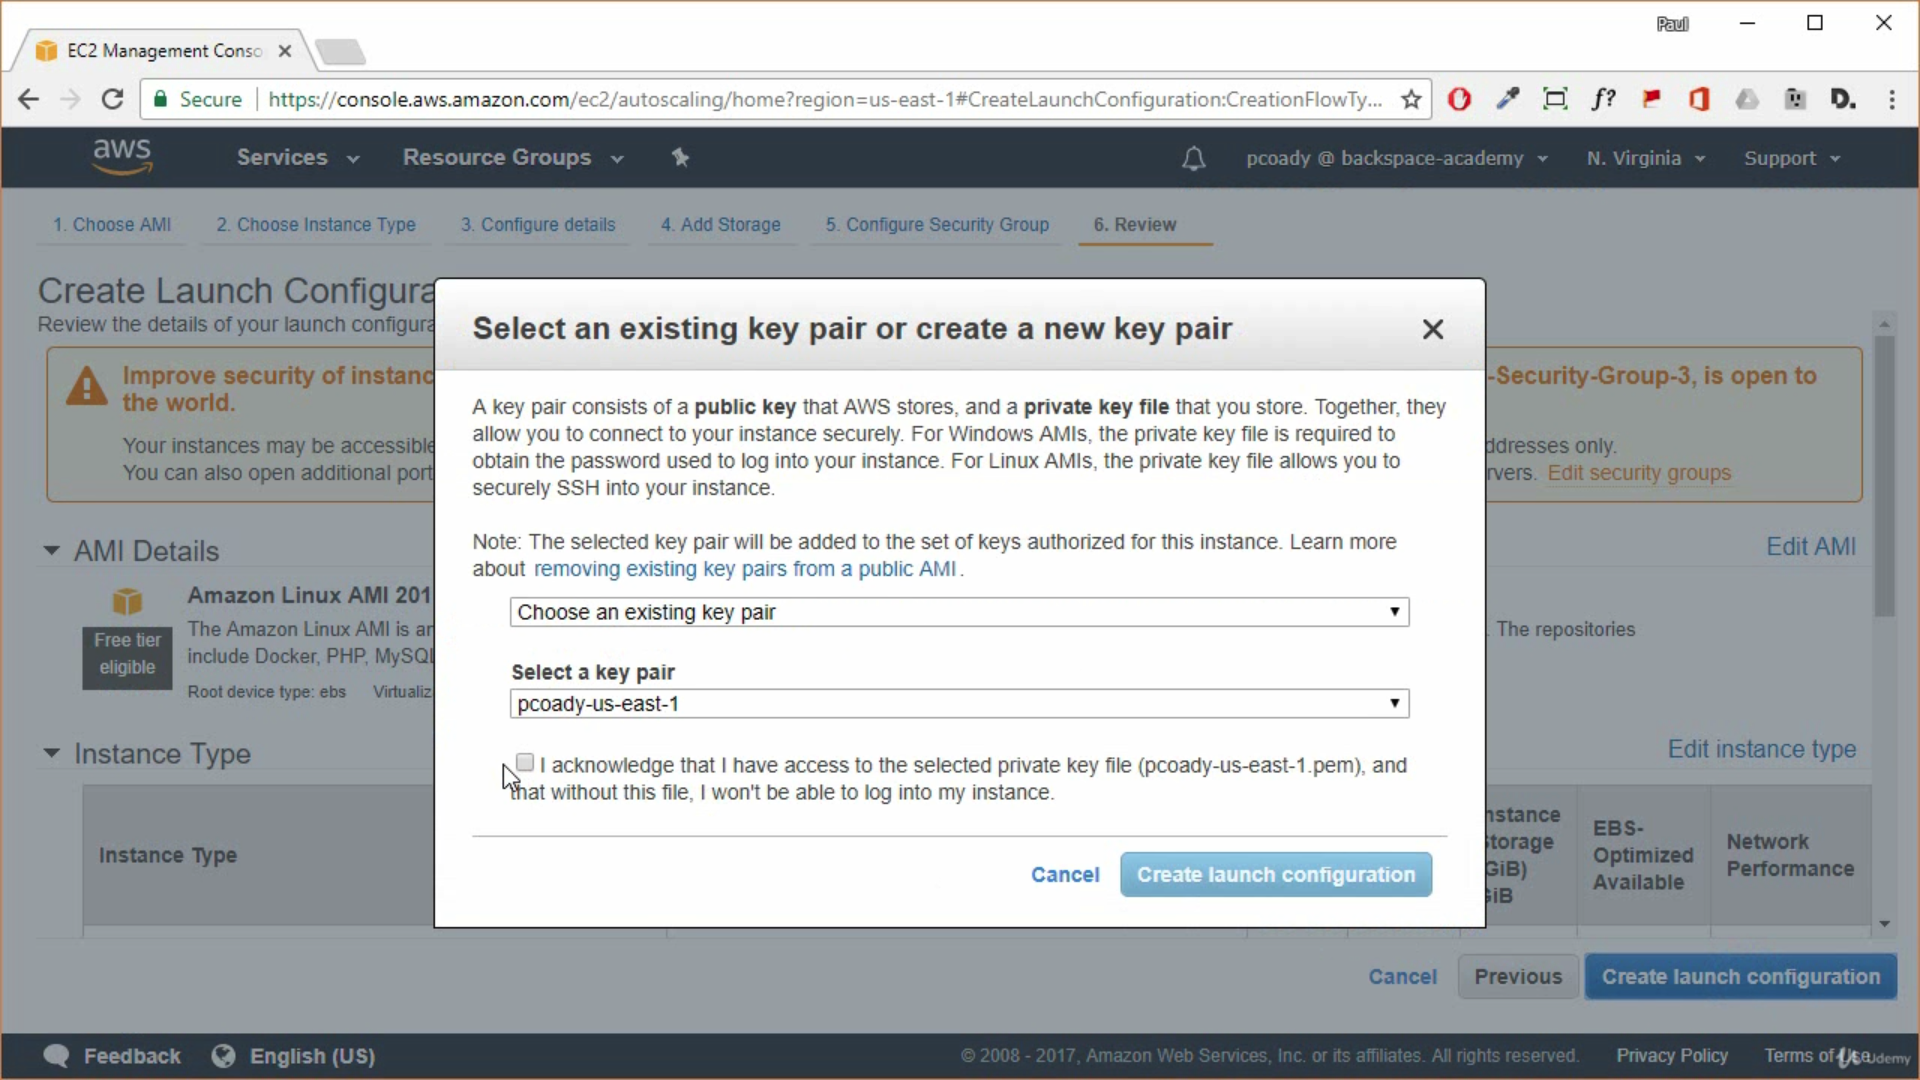 Paul
EC2 Management Conso
Secure https://console.aws.amazon.com/ec2/autoscaling/home?region=us-east-1#CreateLaunchConfiguration:CreationFlowTy...
f?
D.
aws Services Resource Groups pcoady @ backspace-academy N. Virginia Support
1. Choose AMI 2. Choose Instance Type 3. Configure details 4. Add Storage 5. Configure Security Group 6. Review
Create Launch Configura
Review the details of your launch configura
Improve security of instanc -Security-Group-3, is open to
the world.
Your instances may be accessible ddresses only.
You can also open additional port rvers. Edit security groups
AMI Details Edit AMI
Amazon Linux AMI 201
Free tier
eligible
The Amazon Linux AMI is an . The repositories
include Docker, PHP, MySQL
Root device type: ebs Virtualiz
Instance Type Edit instance type
Instance Type
nstance
Storage
GiB)
GiB
EBS-
Optimized
Available
Network
Performance
Select an existing key pair or create a new key pair
A key pair consists of a public key that AWS stores, and a private key file that you store. Together, they
allow you to connect to your instance securely. For Windows AMIs, the private key file is required to
obtain the password used to log into your instance. For Linux AMIs, the private key file allows you to
securely SSH into your instance.
Note: The selected key pair will be added to the set of keys authorized for this instance. Learn more
about removing existing key pairs from a public AMI.
Choose an existing key pair
Select a key pair
pcoady-us-east-1
I acknowledge that I have access to the selected private key file (pcoady-us-east-1.pem), and
that without this file, I won't be able to log into my instance.
Cancel Create launch configuration
Cancel Previous Create launch configuration
Feedback English (US) © 2008 - 2017, Amazon Web Services, Inc. or its affiliates. All rights reserved. Privacy Policy Terms of Use
Udemy